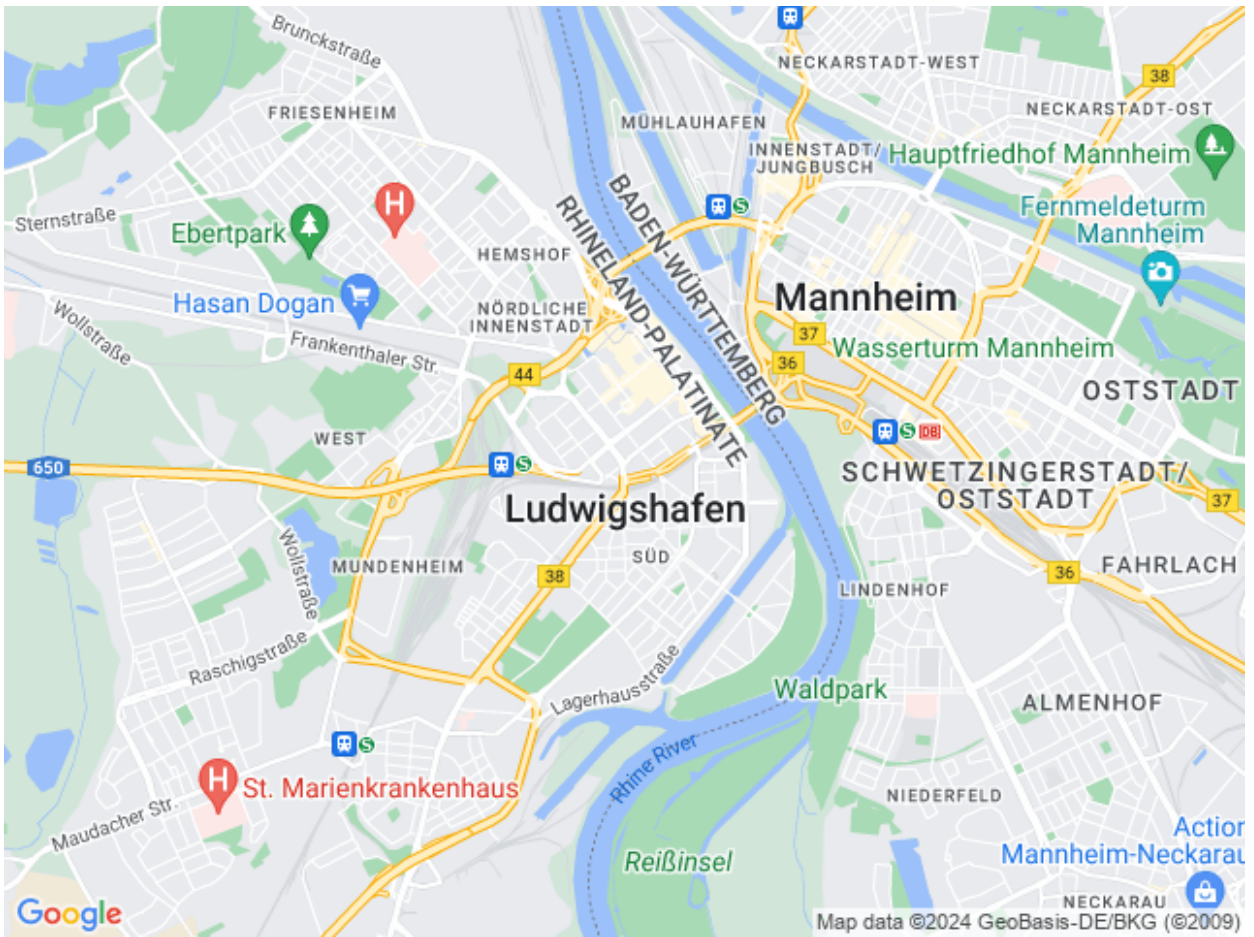 Brunckstraße
NECKARSTADT-WEST
38
FRIESENHEIM
MÜHLAUHAFEN
NECKARSTADT-OST
INNENSTADT/
JUNGBUSCH
Hauptfriedhof Mannheim
H
BADEN-WÜRTTEMBERG
RHINELAND-PALATINATE
S
Fernmeldeturm
Mannheim
Sternstraße
Ebertpark
HEMSHOF
Hasan Dogan
NÖRDLICHE
INNENSTADT
Mannheim
Wollstraße
Frankenthaler Str.
37
Wasserturm Mannheim
36
44
OSTSTADT
WEST
S
DB
650
S
SCHWETZINGERSTADT/
OSTSTADT
37
Ludwigshafen
Wollstraße
MUNDENHEIM
SÜD
38
36
FAHRLACH
LINDENHOF
Raschigstraße
Lagerhausstraße
Waldpark
ALMENHOF
S
Rhine River
H
St. Marienkrankenhaus
NIEDERFELD
Maudacher Str.
Action
Mannheim-Neckarau
Reißinsel
NECKARAU
Google
Map data ©2024 GeoBasis-DE/BKG (©2009)